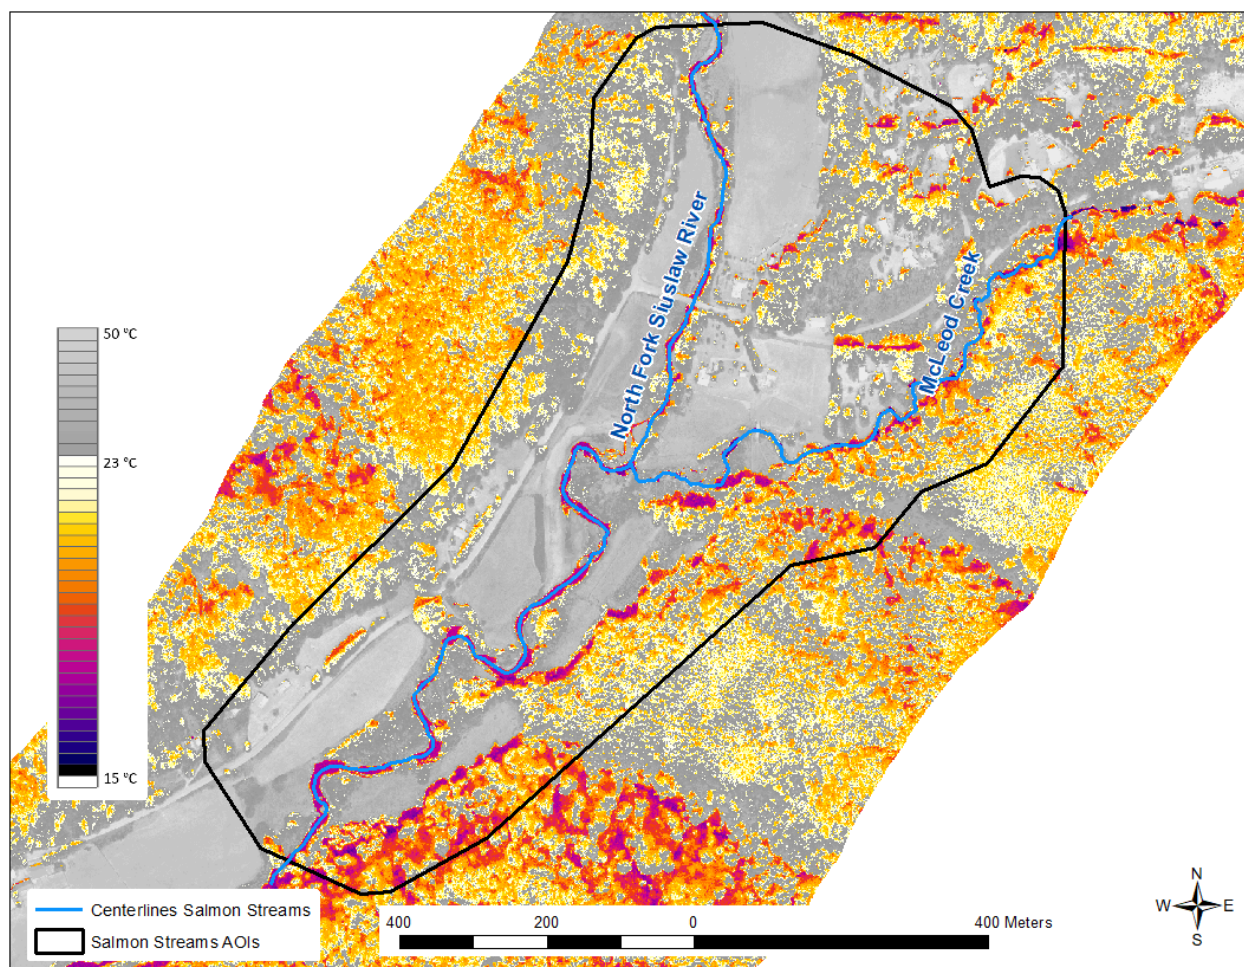 North Fork Siuslaw River
McLeod Creek
50 °C
23 °C
15 °C
Centerlines Salmon Streams
Salmon Streams AOIs
400 200 0 400 Meters
N
W E
S